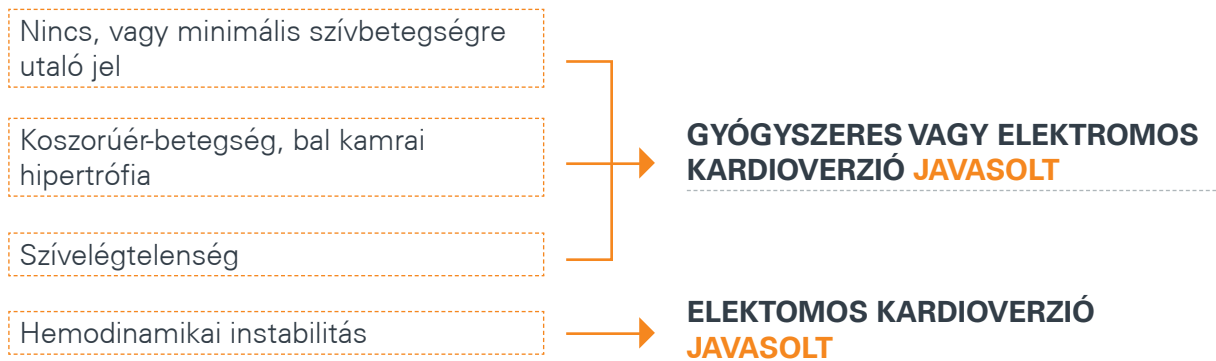 Nincs, vagy minimális szívbetegségre
utaló jel
Koszorúér-betegség, bal kamrai
hipertrófia
Szívelégtelenség
GYÓGYSZERES VAGY ELEKTROMOS
KARDIOVERZIÓ JAVASOLT
Hemodinamikai instabilitás
ELEKTOMOS KARDIOVERZIÓ
JAVASOLT